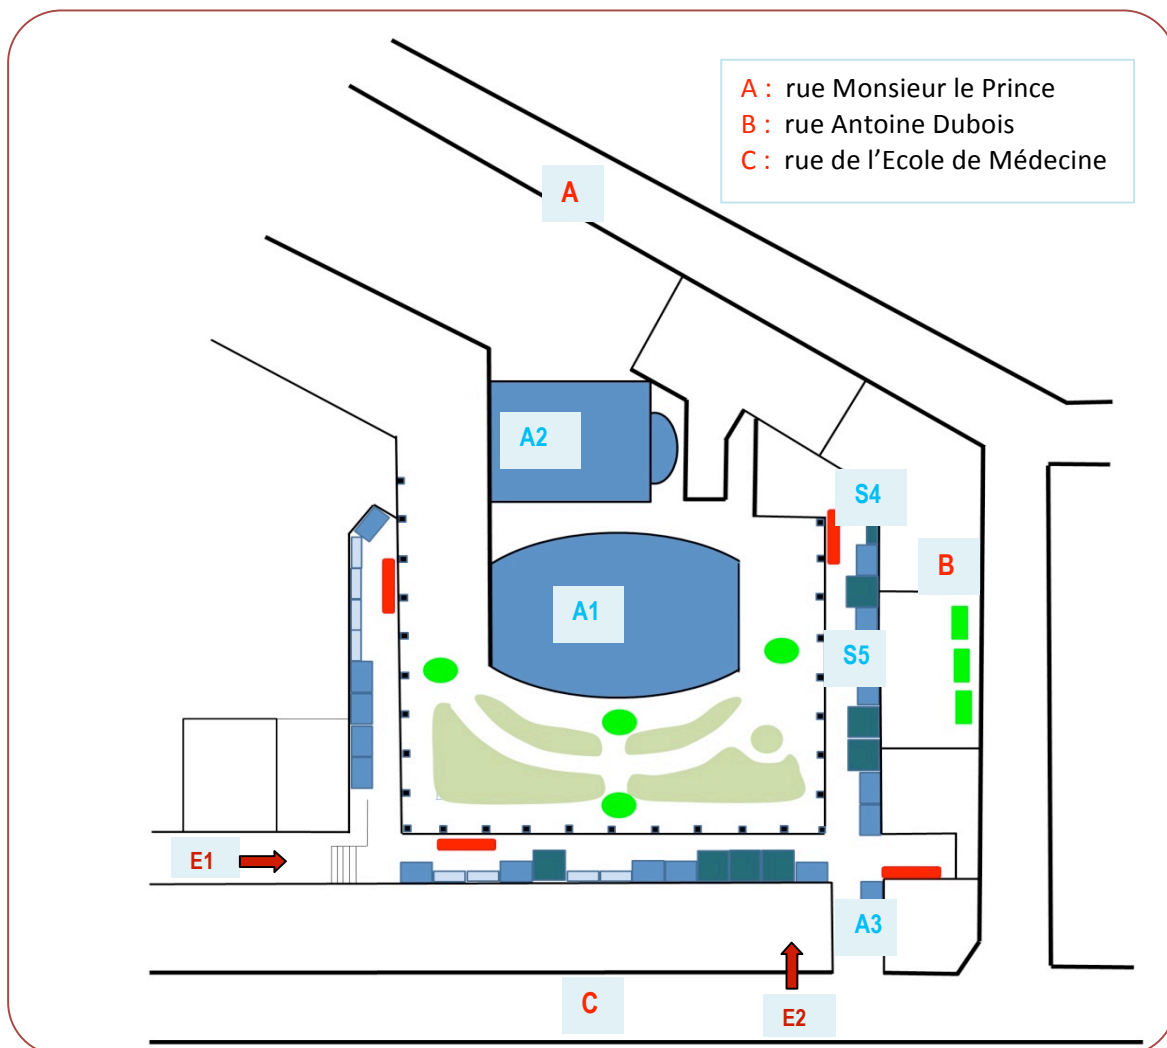 A : rue Monsieur le Prince
B : rue Antoine Dubois
C : rue de l’Ecole de Médecine
A
A2
S4
B
A1
S5
E1
A3
C
E2